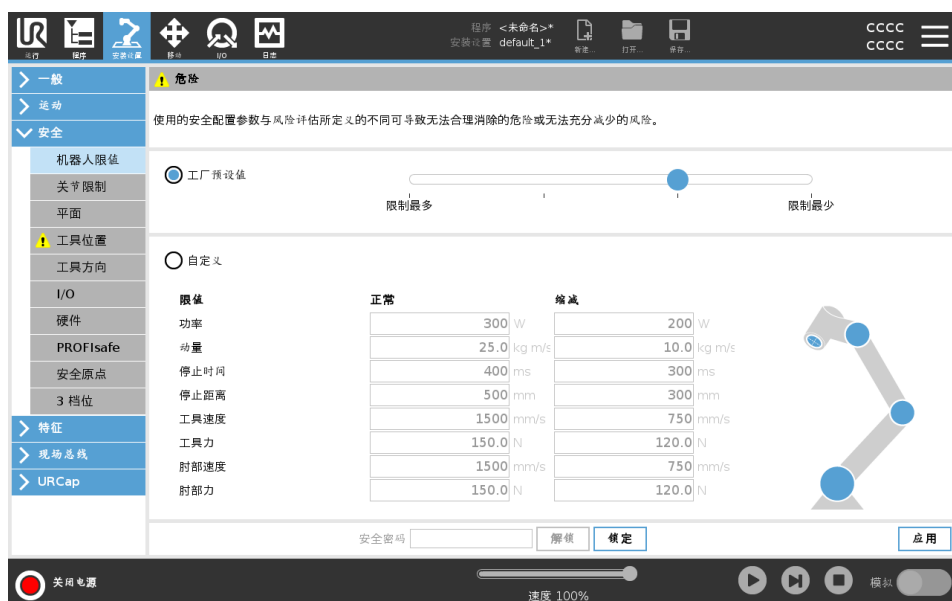 UR
程序 <未命名>*
安装设置 default_1*
运行 程序 安装设置 移动 I/O 日志
新建... 打开... 保存...
CCCC
CCCC
一般
运动
安全
机器人限值
关节限制
平面
工具位置
工具方向
I/O
硬件
PROFIsafe
安全原点
3 档位
特征
现场总线
URCap
危险
使用的安全配置参数与风险评估所定义的不同可导致无法合理消除的危险或无法充分减少的风险。
工厂预设值
限制最多 限制最少
自定义
限值 正常 缩减
功率 300 W 200 W
动量 25.0 kg m/s 10.0 kg m/s
停止时间 400 ms 300 ms
停止距离 500 mm 300 mm
工具速度 1500 mm/s 750 mm/s
工具力 150.0 N 120.0 N
肘部速度 1500 mm/s 750 mm/s
肘部力 150.0 N 120.0 N
安全密码 解锁 锁定 应用
关闭电源
速度 100%
模拟